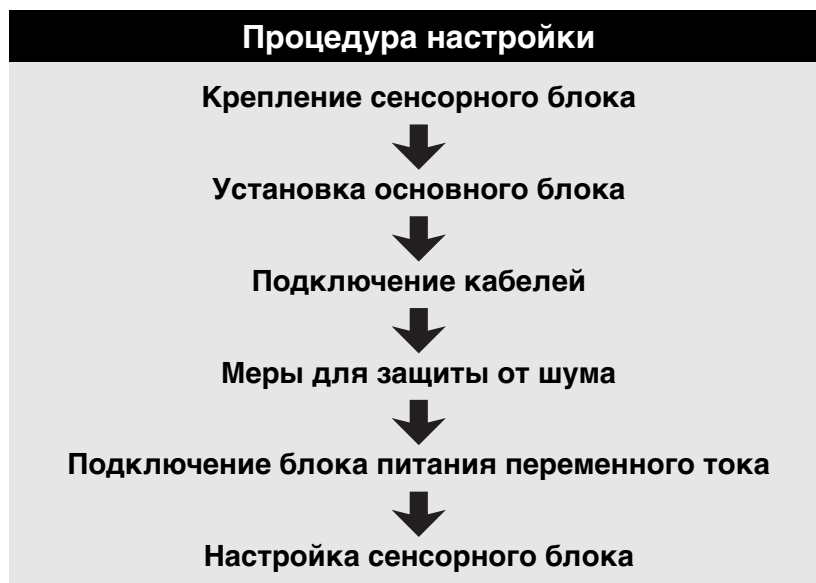 Процедура настройки
Крепление сенсорного блока
Установка основного блока
Подключение кабелей
Меры для защиты от шума
Подключение блока питания переменного тока
Настройка сенсорного блока